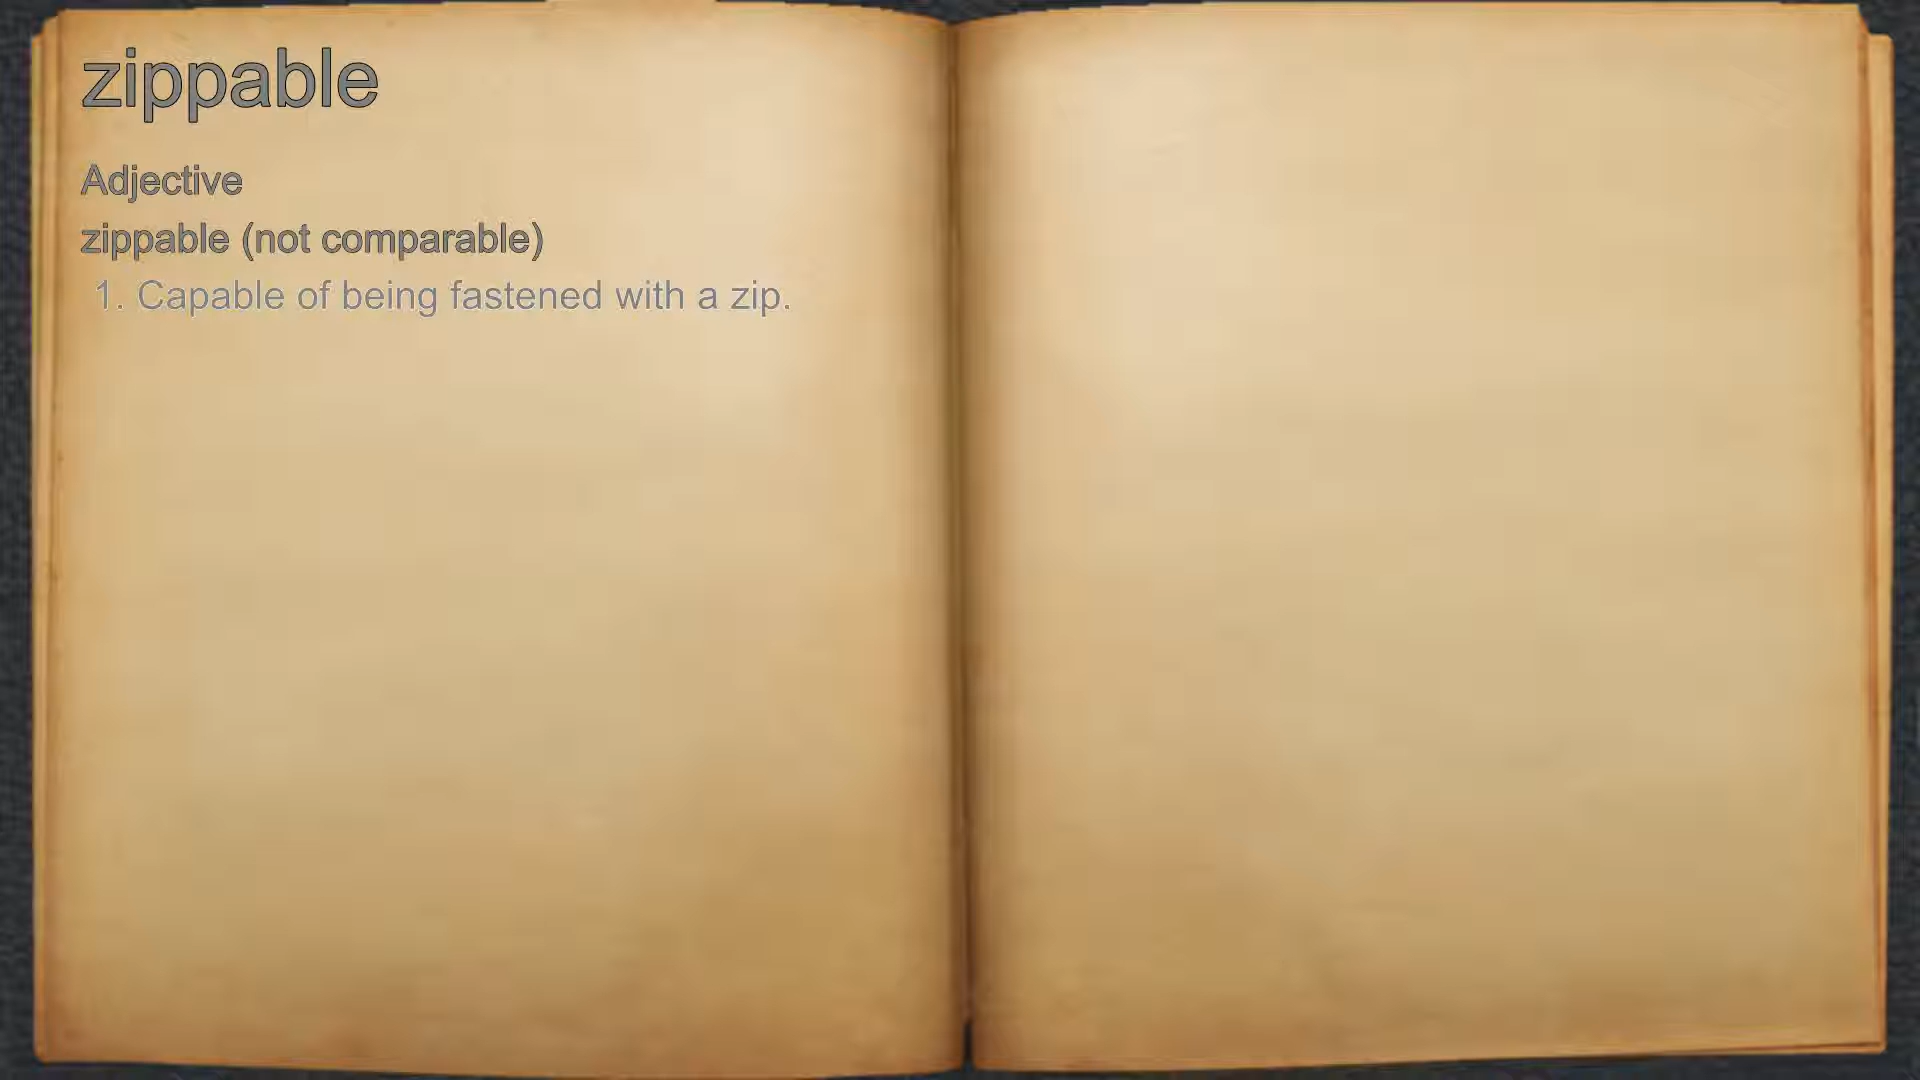 zippable
Adjective
zippable (not comparable)
1. Capable of being fastened with a zip.